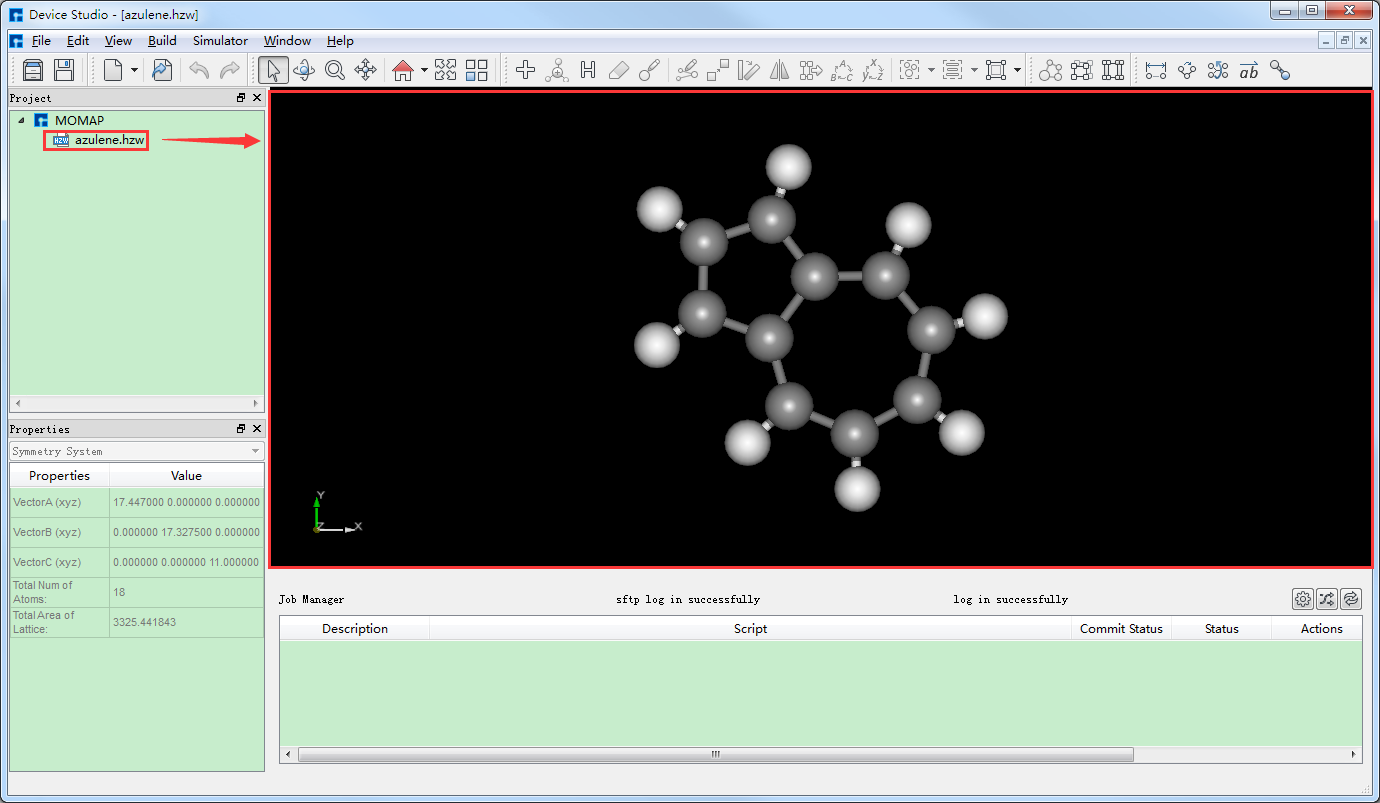 Device Studio - [azulene.hzw]
File Edit View Build Simulator Window Help
Project
MOMAP
HZW azulene.hzw
Properties
Symmetry System
Properties Value
VectorA (xyz) 17.447000 0.000000 0.000000
VectorB (xyz) 0.000000 17.327500 0.000000
VectorC (xyz) 0.000000 0.000000 11.000000
Total Num of
Atoms: 18
Total Area of
Lattice: 3325.441843
Y
Z X
Job Manager sftp log in successfully log in successfully
Description Script Commit Status Status Actions